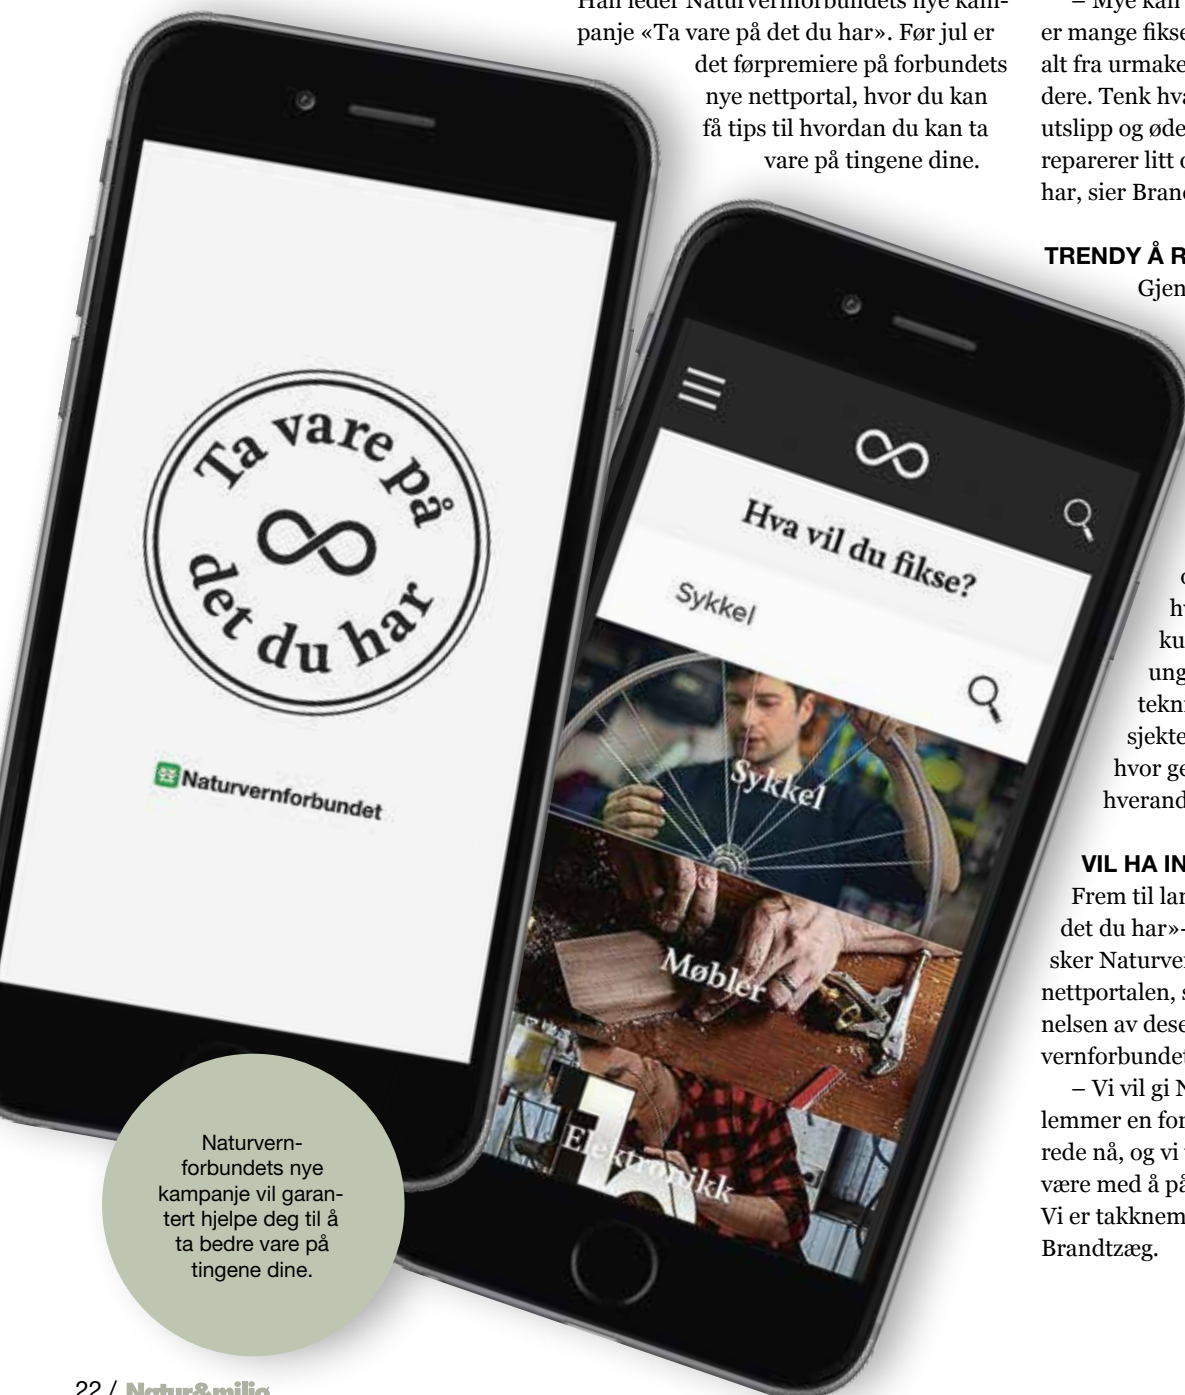 Han leder Naturvernforbundets nye kam-
panje «Ta vare på det du har». Før jul er
det førpremiere på forbundets
nye nettportal, hvor du kan
få tips til hvordan du kan ta
vare på tingene dine.
– Mye kan
er mange fikse
alt fra urmake
dere. Tenk hva
utslipp og øde
reparerer litt
har, sier Bran
TRENDY Å R
Gjen
hv
ku
ung
tekn
sjekte
hvor ge
hverand
VIL HA IN
Frem til lan
det du har»-
sker Naturver
nettportalen, s
nelsen av dese
vernforbundet
– Vi vil gi N
lemmer en for
rede nå, og vi
være med å på
Vi er takknem
Brandtzæg.
Ta vare på
det du har
Naturvernforbundet
Hva vil du fikse?
Sykkel
Sykkel
Møbler
Elektronikk
Naturvern-
forbundets nye
kampanje vil garan-
tert hjelpe deg til å
ta bedre vare på
tingene dine.
22 / Natur&miljø